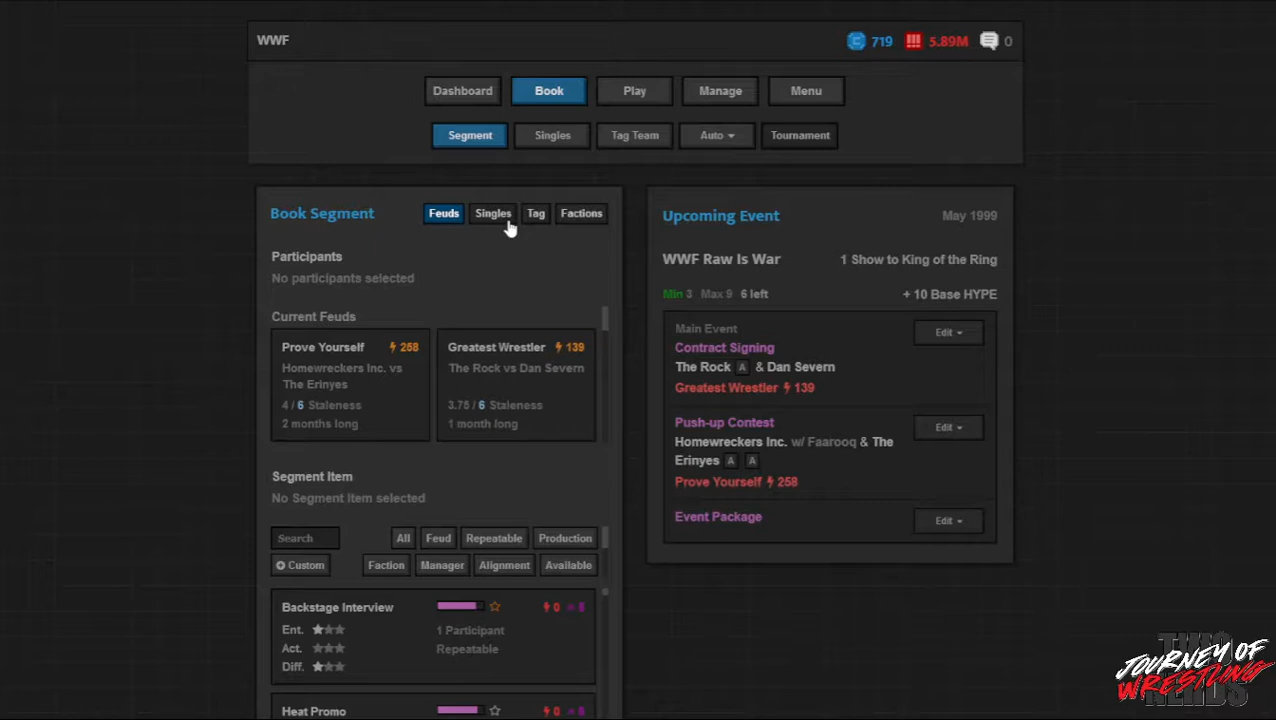 WWF
719
5.89M
0
Dashboard
Book
Play
Manage
Menu
Segment
Singles
Tag Team
Auto
Tournament
Book Segment
Feuds
Singles
Tag
Factions
Participants
No participants selected
Current Feuds
Prove Yourself 258
Homewreckers Inc. vs
The Erinyes
4 / 6 Staleness
2 months long
Greatest Wrestler 139
The Rock vs Dan Severn
3.75 / 6 Staleness
1 month long
Segment Item
No Segment Item selected
Search
All
Feud
Repeatable
Production
Custom
Faction
Manager
Alignment
Available
Backstage Interview
0
Ent.
1 Participant
Act.
Repeatable
Diff.
Heat Promo
0
Upcoming Event
May 1999
WWF Raw Is War
1 Show to King of the Ring
Min 3 Max 9 6 left
+ 10 Base HYPE
Main Event
Edit
Contract Signing
The Rock A & Dan Severn
Greatest Wrestler 139
Push-up Contest
Edit
Homewreckers Inc. w/ Faarooq & The
Erinyes A A
Prove Yourself 258
Event Package
Edit
JOURNEY OF
WRESTLING